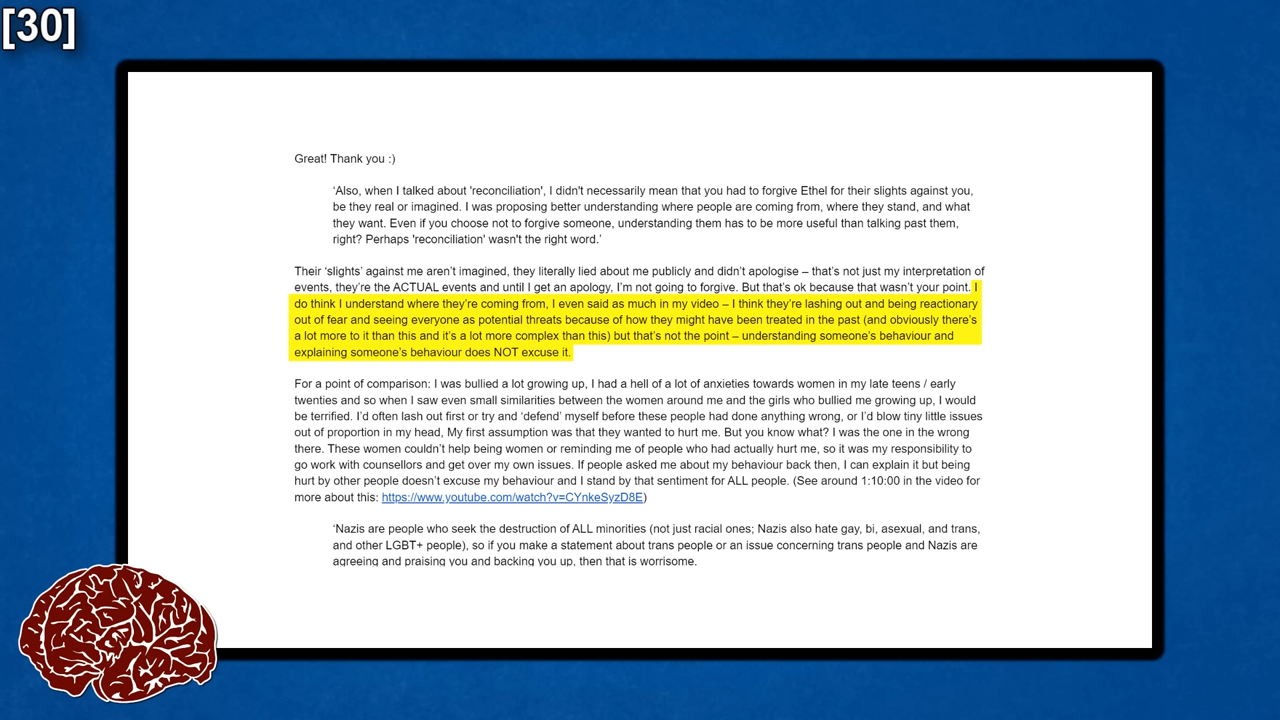 [30]
Great! Thank you :)
‘Also, when I talked about 'reconciliation', I didn't necessarily mean that you had to forgive Ethel for their slights against you,
be they real or imagined. I was proposing better understanding where people are coming from, where they stand, and what
they want. Even if you choose not to forgive someone, understanding them has to be more useful than talking past them,
right? Perhaps 'reconciliation' wasn't the right word.’
Their ‘slights’ against me aren’t imagined, they literally lied about me publicly and didn’t apologise – that’s not just my interpretation of
events, they’re the ACTUAL events and until I get an apology, I’m not going to forgive. But that’s ok because that wasn’t your point. I
do think I understand where they’re coming from, I even said as much in my video – I think they’re lashing out and being reactionary
out of fear and seeing everyone as potential threats because of how they might have been treated in the past (and obviously there’s
a lot more to it than this and it’s a lot more complex than this) but that’s not the point – understanding someone’s behaviour and
explaining someone’s behaviour does NOT excuse it.
For a point of comparison: I was bullied a lot growing up, I had a hell of a lot of anxieties towards women in my late teens / early
twenties and so when I saw even small similarities between the women around me and the girls who bullied me growing up, I would
be terrified. I’d often lash out first or try and ‘defend’ myself before these people had done anything wrong, or I’d blow tiny little issues
out of proportion in my head, My first assumption was that they wanted to hurt me. But you know what? I was the one in the wrong
there. These women couldn’t help being women or reminding me of people who had actually hurt me, so it was my responsibility to
go work with counsellors and get over my own issues. If people asked me about my behaviour back then, I can explain it but being
hurt by other people doesn’t excuse my behaviour and I stand by that sentiment for ALL people. (See around 1:10:00 in the video for
more about this: https://www.youtube.com/watch?v=CYnkeSyzD8E)
‘Nazis are people who seek the destruction of ALL minorities (not just racial ones; Nazis also hate gay, bi, asexual, and trans,
and other LGBT+ people), so if you make a statement about trans people or an issue concerning trans people and Nazis are
agreeing and praising you and backing you up, then that is worrisome.